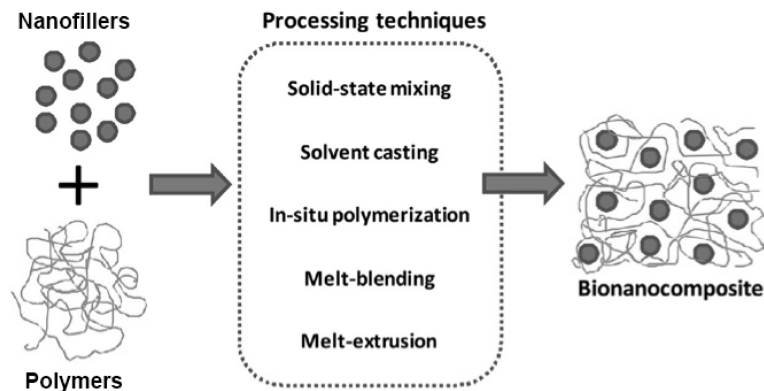 Nanofillers
Processing techniques
Solid-state mixing
Solvent casting
In-situ polymerization
Melt-blending
Melt-extrusion
Polymers
Bionanocomposite